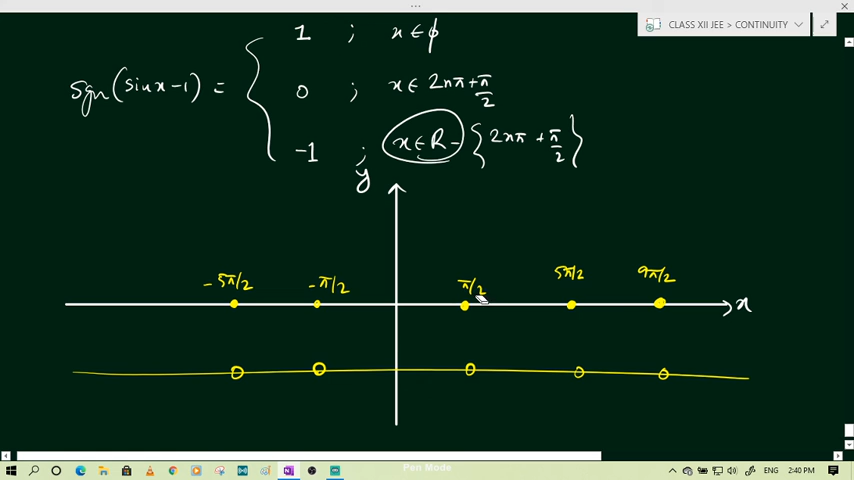 CLASS XII JEE > CONTINUITY
1 ; x ∈ φ
sgn(sinx-1) = 0 ; x ∈ 2nπ + π/2
-1 ; x ∈ R - {2nπ + π/2}
y
-5π/2 -π/2 π/2 5π/2 9π/2
x
Pen Mode
ENG 2:40 PM